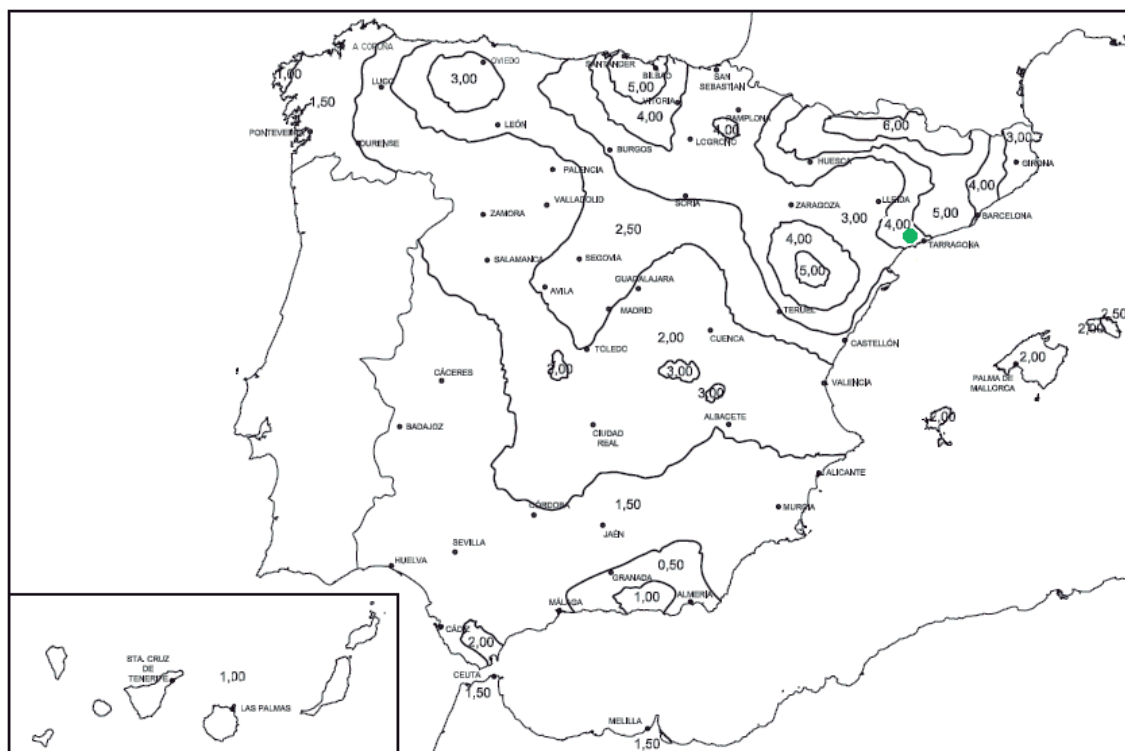 A CORUÑA
1,00
LUGO
1,50
PONTEVEDRA
OURENSE
OVIEDO
3,00
LEÓN
SANTANDER
BILBAO
5,00
VITORIA
4,00
SAN
SEBASTIÁN
PAMPLONA
4,00
LOGROÑO
BURGOS
PALENCIA
VALLADOLID
ZAMORA
SORIA
2,50
SALAMANCA
SEGOVIA
AVILA
GUADALAJARA
MADRID
6,00
3,00
GIRONA
HUESCA
4,00
LLEIDA
ZARAGOZA
3,00
5,00
BARCELONA
4,00
TARRAGONA
4,00
5,00
TERUEL
2,00
CUENCA
CASTELLÓN
TOLEDO
2,00
3,00
3,00
VALENCIA
2,50
2,00
2,00
PALMA DE
MALLORCA
2,00
CÁCERES
BADAJOZ
CIUDAD
REAL
ALBACETE
ALICANTE
1,50
MURCIA
CÓRDOBA
JAÉN
SEVILLA
HUELVA
0,50
GRANADA
1,00
ALMERÍA
MÁLAGA
CÁDIZ
2,00
CEUTA
1,50
MELILLA
1,50
STA. CRUZ
DE
TENERIFE
1,00
LAS PALMAS